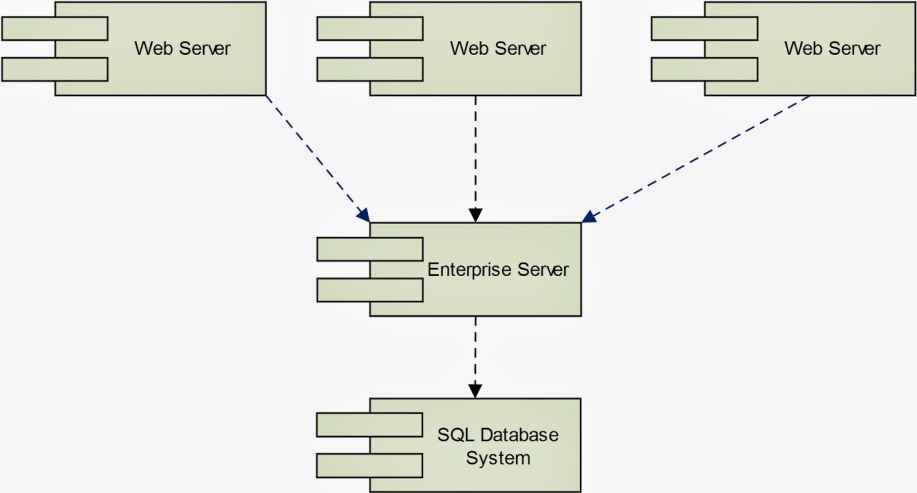 Web Server
Web Server
Web Server
Enterprise Server
SQL Database
System